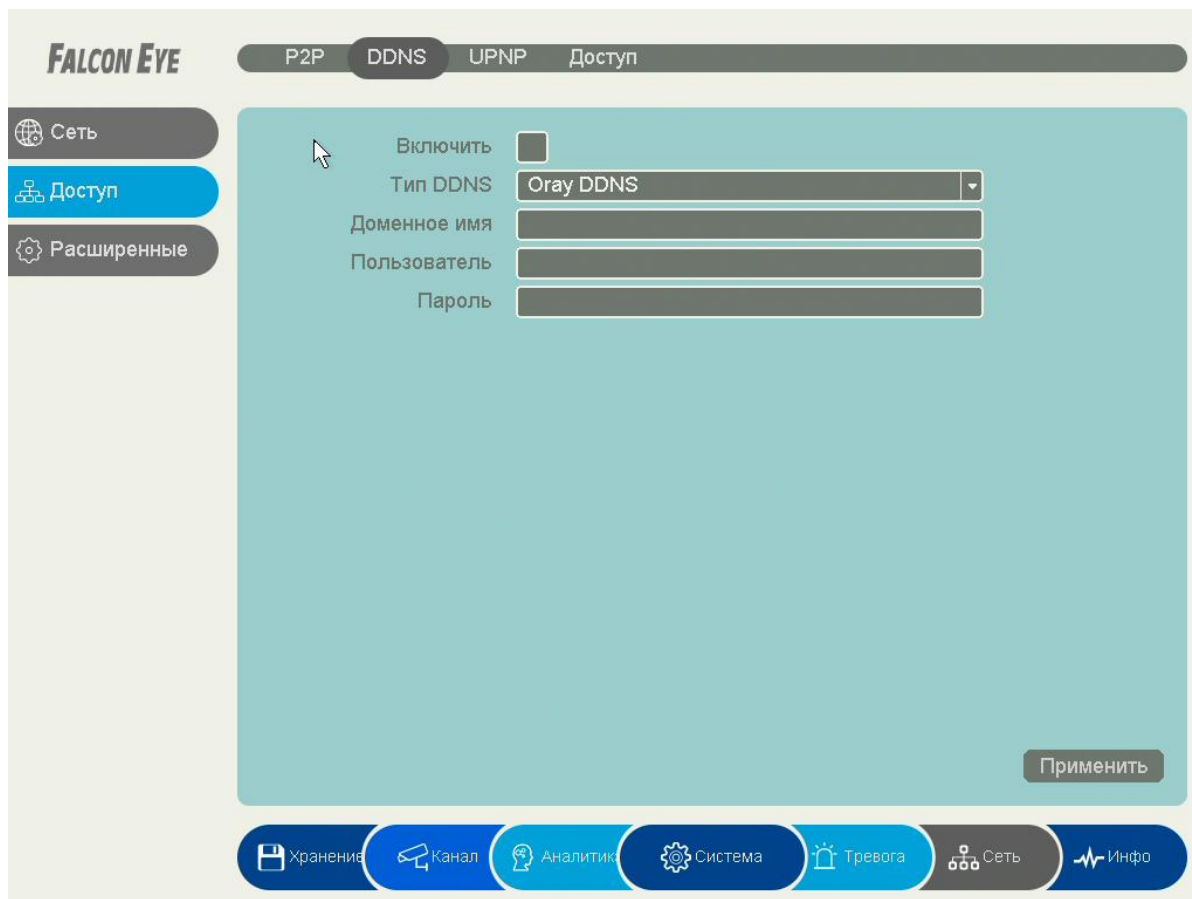 FALCON EYE
P2P DDNS UPNP Доступ
Сеть
Доступ
Расширенные
Включить
Тип DDNS Oray DDNS
Доменное имя
Пользователь
Пароль
Применить
Хранение Канал Аналитик Система Тревога Сеть Инфо